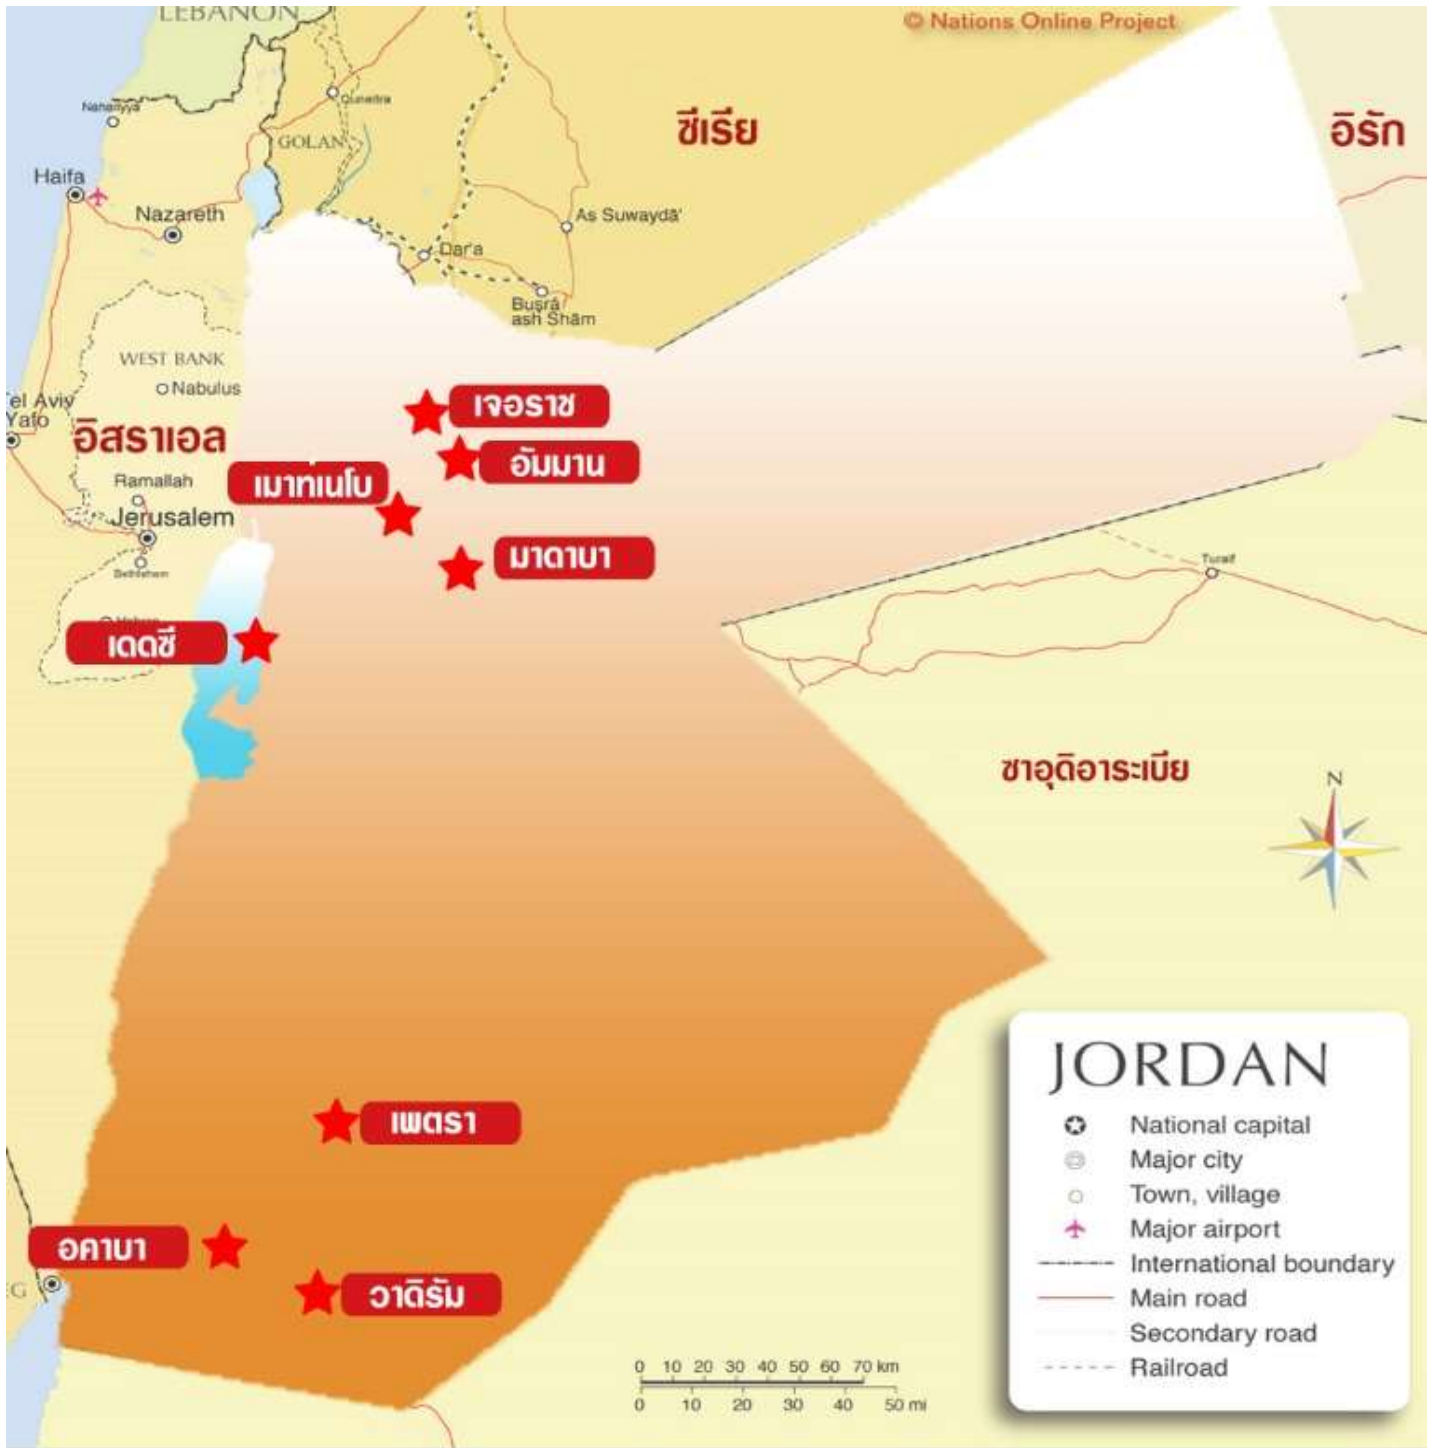 LEBANON
© Nations Online Project
Nahariyya
Qunaitra
ซีเรีย
อิรัก
GOLAN
Haifa
Nazareth
As Suwaydā'
Dar'a
Buşrá
ash Shām
WEST BANK
Nabulus
el Aviv
Yafo
เจอราช
อิสราเอล
อัมมาน
Ramallah
เมาท์เนโบ
Jerusalem
มาดาบา
Turaif
Bethlehem
เดดซี
ซาอุดิอาระเบีย
N
JORDAN
เพตรา
National capital
Major city
Town, village
Major airport
อคาบา
International boundary
G
วาดิรัม
Main road
Secondary road
Railroad
0 10 20 30 40 50 60 70 km
0 10 20 30 40 50 mi